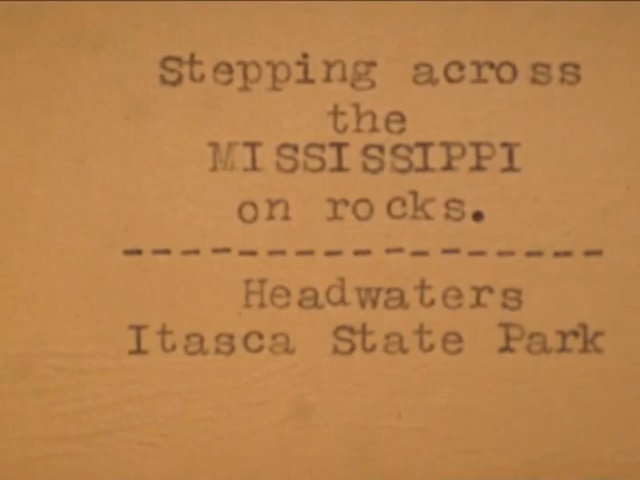 Stepping across
the
MISSISSIPPI
on rocks.
-----------------
Headwaters
Itasca State Park